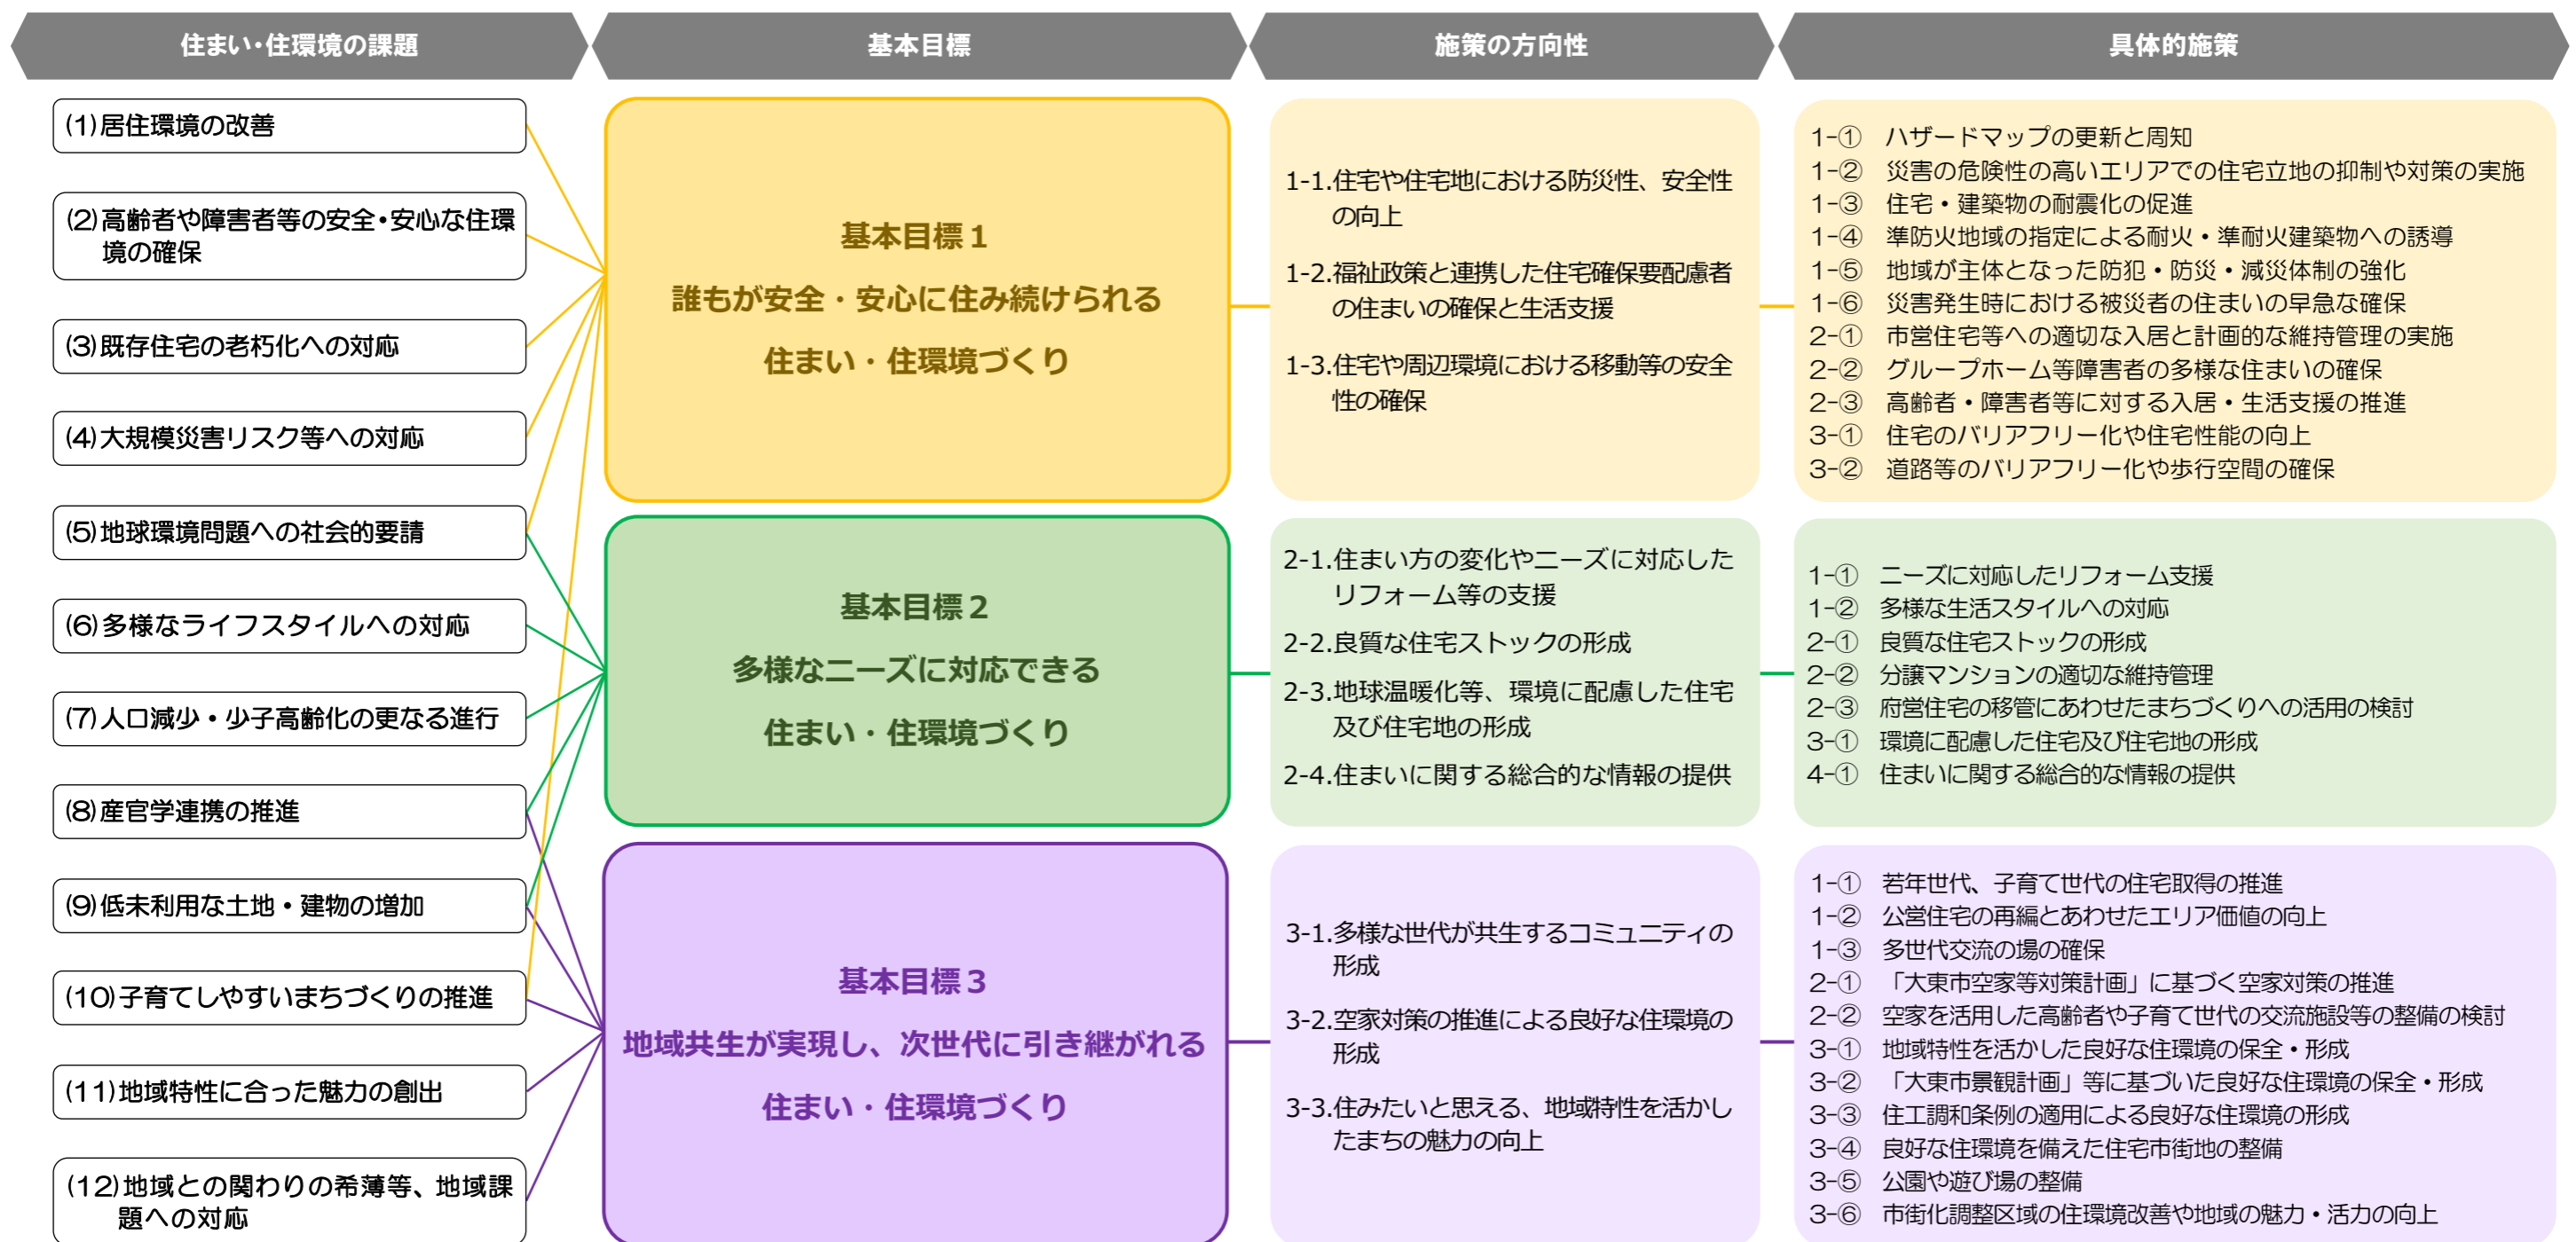 住まい・住環境の課題
基本目標
施策の方向性
具体的施策
(1)居住環境の改善
(2)高齢者や障害者等の安全・安心な住環
境の確保
(3)既存住宅の老朽化への対応
(4)大規模災害リスク等への対応
(5)地球環境問題への社会的要請
(6)多様なライフスタイルへの対応
(7)人口減少・少子高齢化の更なる進行
(8)産官学連携の推進
(9)低未利用な土地・建物の増加
(10)子育てしやすいまちづくりの推進
(11)地域特性に合った魅力の創出
(12)地域との関わりの希薄等、地域課
題への対応
基本目標１
誰もが安全・安心に住み続けられる
住まい・住環境づくり
1-1.住宅や住宅地における防災性、安全性
の向上
1-2.福祉政策と連携した住宅確保要配慮者
の住まいの確保と生活支援
1-3.住宅や周辺環境における移動等の安全
性の確保
1-① ハザードマップの更新と周知
1-② 災害の危険性の高いエリアでの住宅立地の抑制や対策の実施
1-③ 住宅・建築物の耐震化の促進
1-④ 準防火地域の指定による耐火・準耐火建築物への誘導
1-⑤ 地域が主体となった防犯・防災・減災体制の強化
1-⑥ 災害発生時における被災者の住まいの早急な確保
2-① 市営住宅等への適切な入居と計画的な維持管理の実施
2-② グループホーム等障害者の多様な住まいの確保
2-③ 高齢者・障害者等に対する入居・生活支援の推進
3-① 住宅のバリアフリー化や住宅性能の向上
3-② 道路等のバリアフリー化や歩行空間の確保
基本目標２
多様なニーズに対応できる
住まい・住環境づくり
2-1.住まい方の変化やニーズに対応した
リフォーム等の支援
2-2.良質な住宅ストックの形成
2-3.地球温暖化等、環境に配慮した住宅
及び住宅地の形成
2-4.住まいに関する総合的な情報の提供
1-① ニーズに対応したリフォーム支援
1-② 多様な生活スタイルへの対応
2-① 良質な住宅ストックの形成
2-② 分譲マンションの適切な維持管理
2-③ 府営住宅の移管にあわせたまちづくりへの活用の検討
3-① 環境に配慮した住宅及び住宅地の形成
4-① 住まいに関する総合的な情報の提供
基本目標３
地域共生が実現し、次世代に引き継がれる
住まい・住環境づくり
3-1.多様な世代が共生するコミュニティの
形成
3-2.空家対策の推進による良好な住環境の
形成
3-3.住みたいと思える、地域特性を活かし
たまちの魅力の向上
1-① 若年世代、子育て世代の住宅取得の推進
1-② 公営住宅の再編とあわせたエリア価値の向上
1-③ 多世代交流の場の確保
2-① 「大東市空家等対策計画」に基づく空家対策の推進
2-② 空家を活用した高齢者や子育て世代の交流施設等の整備の検討
3-① 地域特性を活かした良好な住環境の保全・形成
3-② 「大東市景観計画」等に基づいた良好な住環境の保全・形成
3-③ 住工調和条例の適用による良好な住環境の形成
3-④ 良好な住環境を備えた住宅市街地の整備
3-⑤ 公園や遊び場の整備
3-⑥ 市街化調整区域の住環境改善や地域の魅力・活力の向上